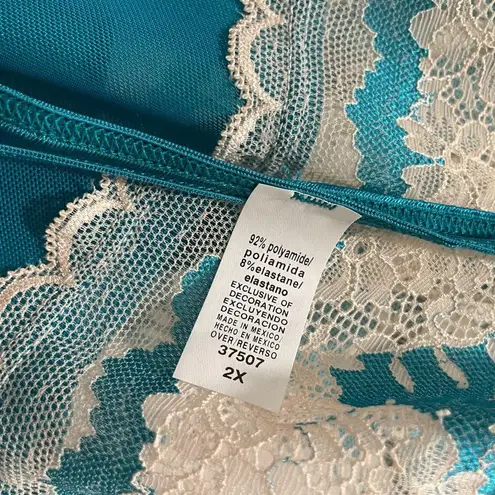 92% polyamide/
poliamida
8%elastane/
elastano
EXCLUSIVE OF
DECORATION
EXCLUYENDO
DECORACION
MADE IN MEXICO
HECHO EN MEXICO
OVER/REVERSO
37507
2X